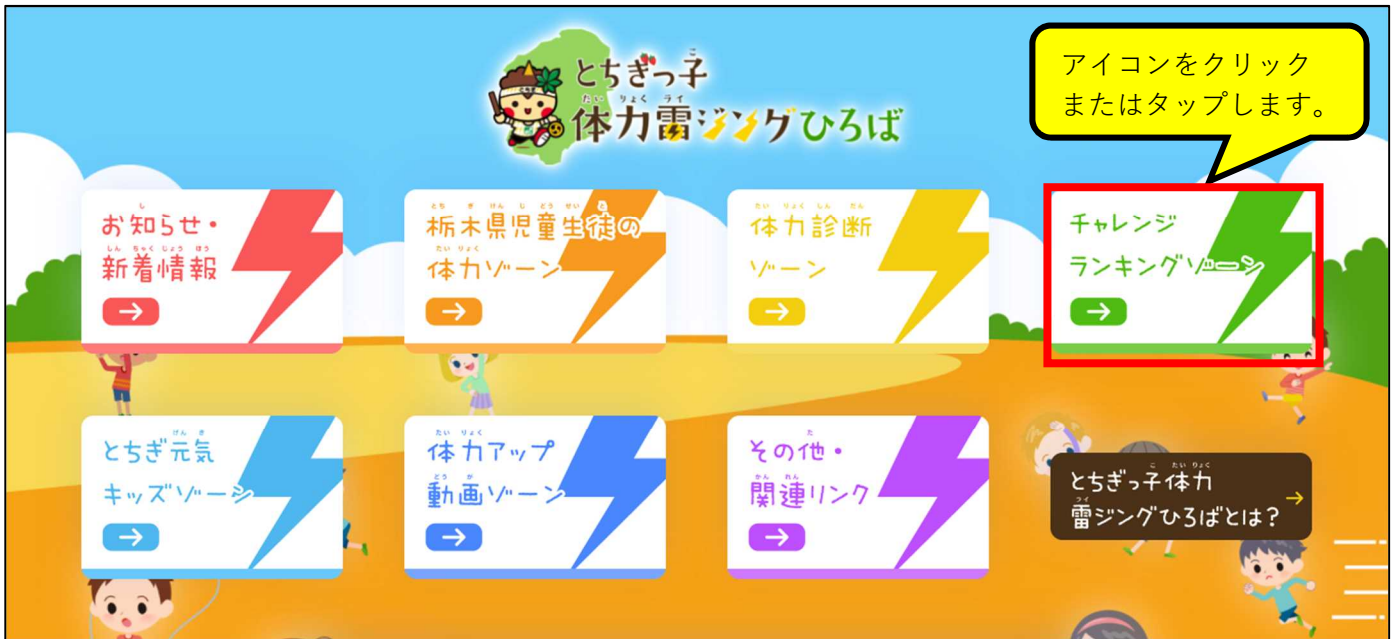 とちぎっ子
体力雷ジングひろば
アイコンをクリック
またはタップします。
お知らせ・
新着情報
栃木県児童生徒の
体力ゾーン
体力診断
ゾーン
チャレンジ
ランキングゾーン
とちぎ元気
キッズゾーン
体力アップ
動画ゾーン
その他・
関連リンク
とちぎっ子体力
雷ジングひろばとは?